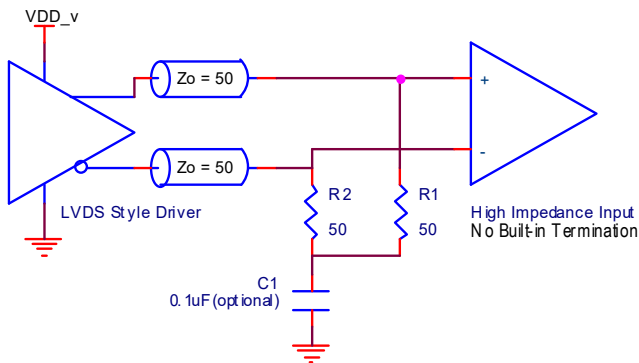 VDD_v
Zo = 50
+
Zo = 50
-
LVDS Style Driver
R2
50
R1
50
High Impedance Input
No Built-in Termination
C1
0.1uF(optional)